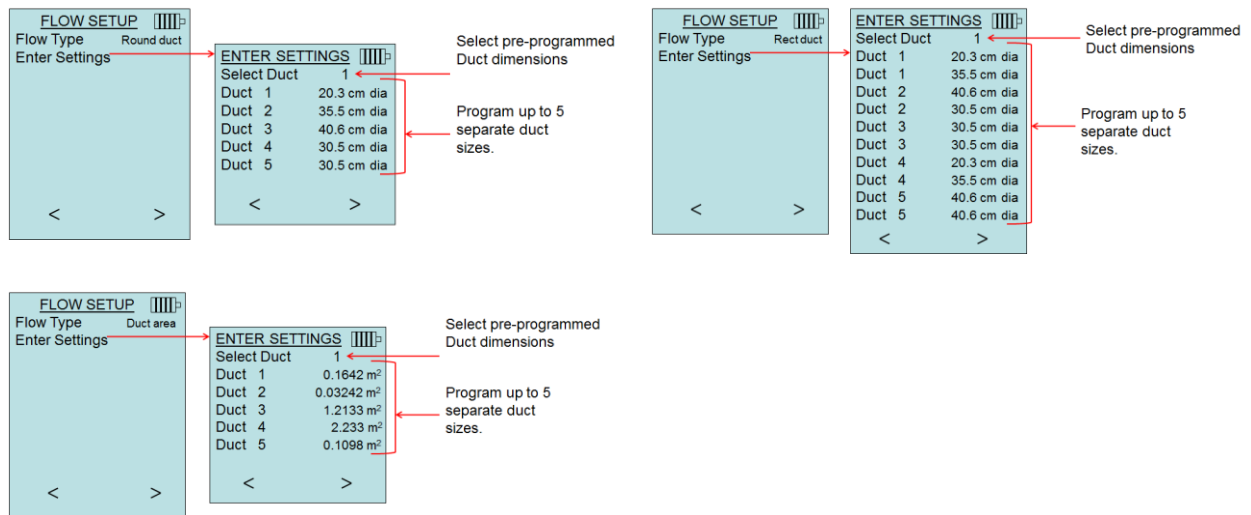 FLOW SETUP
Flow Type Round duct
Enter Settings
ENTER SETTINGS
Select Duct 1
Duct 1 20.3 cm dia
Duct 2 35.5 cm dia
Duct 3 40.6 cm dia
Duct 4 30.5 cm dia
Duct 5 30.5 cm dia
< >
< >
Select pre-programmed
Duct dimensions
Program up to 5
separate duct
sizes.
FLOW SETUP
Flow Type Rect duct
Enter Settings
< >
ENTER SETTINGS
Select Duct 1
Duct 1 20.3 cm dia
Duct 1 35.5 cm dia
Duct 2 40.6 cm dia
Duct 2 30.5 cm dia
Duct 3 30.5 cm dia
Duct 3 30.5 cm dia
Duct 4 20.3 cm dia
Duct 4 35.5 cm dia
Duct 5 40.6 cm dia
Duct 5 40.6 cm dia
< >
Select pre-programmed
Duct dimensions
Program up to 5
separate duct
sizes.
FLOW SETUP
Flow Type Duct area
Enter Settings
< >
ENTER SETTINGS
Select Duct 1
Duct 1 0.1642 m²
Duct 2 0.03242 m²
Duct 3 1.2133 m²
Duct 4 2.233 m²
Duct 5 0.1098 m²
< >
Select pre-programmed
Duct dimensions
Program up to 5
separate duct
sizes.